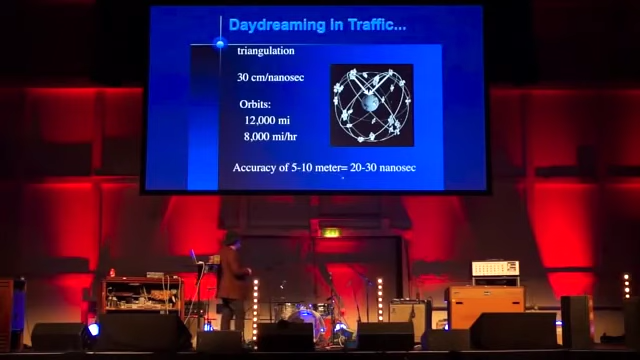 Daydreaming in Traffic...
triangulation
30 cm/nanosec
Orbits:
12,000 mi
8,000 mi/hr
Accuracy of 5-10 meter= 20-30 nanosec